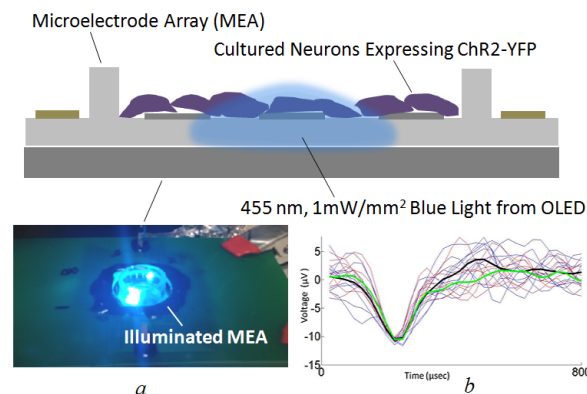 Microelectrode Array (MEA)
Cultured Neurons Expressing ChR2-YFP
455 nm, 1mW/mm² Blue Light from OLED
Illuminated MEA
5
0
-5
-10
-15
Voltage (µV)
0
Time (µsec)
800
a
b